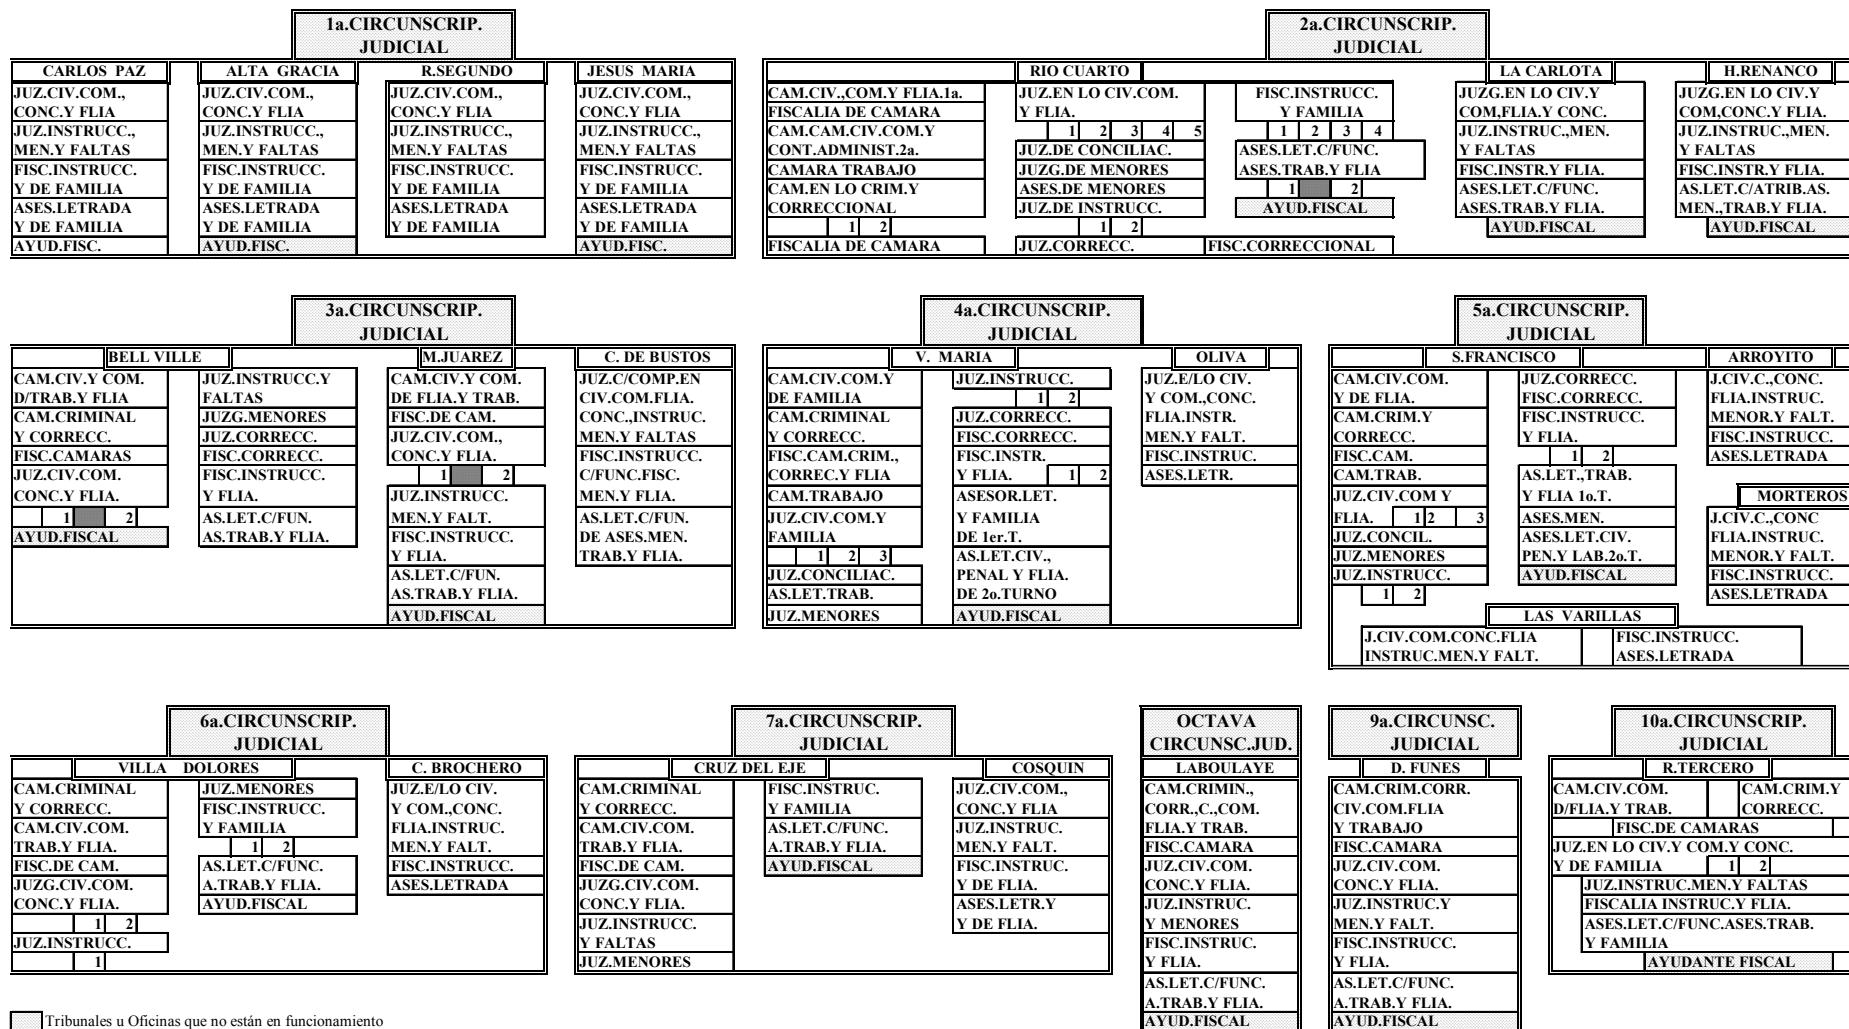 1a.CIRCUNSCRIP.
JUDICIAL
CARLOS PAZ
JUZ.CIV.COM.,
CONC.Y FLIA
JUZ.INSTRUCC.,
MEN.Y FALTAS
FISC.INSTRUCC.
Y DE FAMILIA
ASES.LETRADA
Y DE FAMILIA
AYUD.FISC.
ALTA GRACIA
JUZ.CIV.COM.,
CONC.Y FLIA
JUZ.INSTRUCC.,
MEN.Y FALTAS
FISC.INSTRUCC.
Y DE FAMILIA
ASES.LETRADA
Y DE FAMILIA
AYUD.FISC.
R.SEGUNDO
JUZ.CIV.COM.,
CONC.Y FLIA
JUZ.INSTRUCC.,
MEN.Y FALTAS
FISC.INSTRUCC.
Y DE FAMILIA
ASES.LETRADA
Y DE FAMILIA
JESUS MARIA
JUZ.CIV.COM.,
CONC.Y FLIA
JUZ.INSTRUCC.,
MEN.Y FALTAS
FISC.INSTRUCC.
Y DE FAMILIA
ASES.LETRADA
Y DE FAMILIA
AYUD.FISC.
2a.CIRCUNSCRIP.
JUDICIAL
RIO CUARTO
CAM.CIV.,COM.Y FLIA.1a.
FISCALIA DE CAMARA
CAM.CAM.CIV.COM.Y
CONT.ADMINIST.2a.
CAMARA TRABAJO
CAM.EN LO CRIM.Y
CORRECCIONAL
1 2
FISCALIA DE CAMARA
JUZ.EN LO CIV.COM.
Y FLIA.
1 2 3 4 5
JUZ.DE CONCILIAC.
JUZG.DE MENORES
ASES.DE MENORES
JUZ.DE INSTRUCC.
1 2
JUZ.CORRECC.
FISC.INSTRUCC.
Y FAMILIA
1 2 3 4
ASES.LET.C/FUNC.
ASES.TRAB.Y FLIA
1 2
AYUD.FISCAL
FISC.CORRECCIONAL
LA CARLOTA
JUZG.EN LO CIV.Y
COM,FLIA.Y CONC.
JUZ.INSTRUC.,MEN.
Y FALTAS
FISC.INSTR.Y FLIA.
ASES.LET.C/FUNC.
ASES.TRAB.Y FLIA.
AYUD.FISCAL
H.RENANCO
JUZG.EN LO CIV.Y
COM,CONC.Y FLIA.
JUZ.INSTRUC.,MEN.
Y FALTAS
FISC.INSTR.Y FLIA.
AS.LET.C/ATRIB.AS.
MEN.,TRAB.Y FLIA.
AYUD.FISCAL
3a.CIRCUNSCRIP.
JUDICIAL
BELL VILLE
CAM.CIV.Y COM.
D/TRAB.Y FLIA
CAM.CRIMINAL
Y CORRECC.
FISC.CAMARAS
JUZ.CIV.COM.
CONC.Y FLIA.
1 2
AYUD.FISCAL
JUZ.INSTRUCC.Y
FALTAS
JUZG.MENORES
JUZ.CORRECC.
FISC.CORRECC.
FISC.INSTRUCC.
Y FLIA.
AS.LET.C/FUN.
AS.TRAB.Y FLIA.
M.JUAREZ
CAM.CIV.Y COM.
DE FLIA.Y TRAB.
FISC.DE CAM.
JUZ.CIV.COM.,
CONC.Y FLIA.
1 2
JUZ.INSTRUCC.
MEN.Y FALT.
FISC.INSTRUCC.
Y FLIA.
AS.LET.C/FUN.
AS.TRAB.Y FLIA.
AYUD.FISCAL
C. DE BUSTOS
JUZ.C/COMP.EN
CIV.COM.FLIA.
CONC.,INSTRUC.
MEN.Y FALTAS
FISC.INSTRUCC.
C/FUNC.FISC.
MEN.Y FLIA.
AS.LET.C/FUN.
DE ASES.MEN.
TRAB.Y FLIA.
4a.CIRCUNSCRIP.
JUDICIAL
V. MARIA
CAM.CIV.COM.Y
DE FAMILIA
CAM.CRIMINAL
Y CORRECC.
FISC.CAM.CRIM.,
CORREC.Y FLIA
CAM.TRABAJO
JUZ.CIV.COM.Y
FAMILIA
1 2 3
JUZ.CONCILIAC.
AS.LET.TRAB.
JUZ.MENORES
JUZ.INSTRUCC.
1 2
JUZ.CORRECC.
FISC.CORRECC.
FISC.INSTR.
Y FLIA. 1 2
ASESOR.LET.
Y FAMILIA
DE 1er.T.
AS.LET.CIV.,
PENAL Y FLIA.
DE 2o.TURNO
AYUD.FISCAL
OLIVA
JUZ.E/LO CIV.
Y COM.,CONC.
FLIA.INSTR.
MEN.Y FALT.
FISC.INSTRUC.
ASES.LETR.
5a.CIRCUNSCRIP.
JUDICIAL
S.FRANCISCO
CAM.CIV.COM.
Y DE FLIA.
CAM.CRIM.Y
CORRECC.
FISC.CAM.
CAM.TRAB.
JUZ.CIV.COM Y
FLIA. 1 2 3
JUZ.CONCIL.
JUZ.MENORES
JUZ.INSTRUCC.
1 2
JUZ.CORRECC.
FISC.CORRECC.
FISC.INSTRUCC.
Y FLIA.
1 2
AS.LET.,TRAB.
Y FLIA 1o.T.
ASES.MEN.
ASES.LET.CIV.
PEN.Y LAB.2o.T.
AYUD.FISCAL
ARROYITO
J.CIV.C.,CONC.
FLIA.INSTRUC.
MENOR.Y FALT.
FISC.INSTRUCC.
ASES.LETRADA
MORTEROS
J.CIV.C.,CONC
FLIA.INSTRUC.
MENOR.Y FALT.
FISC.INSTRUCC.
ASES.LETRADA
LAS VARILLAS
J.CIV.COM.CONC.FLIA
INSTRUC.MEN.Y FALT.
FISC.INSTRUCC.
ASES.LETRADA
6a.CIRCUNSCRIP.
JUDICIAL
VILLA DOLORES
CAM.CRIMINAL
Y CORRECC.
CAM.CIV.COM.
TRAB.Y FLIA.
FISC.DE CAM.
JUZG.CIV.COM.
CONC.Y FLIA.
1 2
JUZ.INSTRUCC.
1
JUZ.MENORES
FISC.INSTRUCC.
Y FAMILIA
1 2
AS.LET.C/FUNC.
A.TRAB.Y FLIA.
AYUD.FISCAL
C. BROCHERO
JUZ.E/LO CIV.
Y COM.,CONC.
FLIA.INSTRUC.
MEN.Y FALT.
FISC.INSTRUCC.
ASES.LETRADA
7a.CIRCUNSCRIP.
JUDICIAL
CRUZ DEL EJE
CAM.CRIMINAL
Y CORRECC.
CAM.CIV.COM.
TRAB.Y FLIA.
FISC.DE CAM.
JUZG.CIV.COM.
CONC.Y FLIA.
JUZ.INSTRUCC.
Y FALTAS
JUZ.MENORES
FISC.INSTRUC.
Y FAMILIA
AS.LET.C/FUNC.
A.TRAB.Y FLIA.
AYUD.FISCAL
COSQUIN
JUZ.CIV.COM.,
CONC.Y FLIA
JUZ.INSTRUC.
MEN.Y FALT.
FISC.INSTRUC.
Y DE FLIA.
ASES.LETR.Y
Y DE FLIA.
OCTAVA
CIRCUNSC.JUD.
LABOULAYE
CAM.CRIMIN.,
CORR.,C.,COM.
FLIA.Y TRAB.
FISC.CAMARA
JUZ.CIV.COM.
CONC.Y FLIA.
JUZ.INSTRUC.
Y MENORES
FISC.INSTRUC.
Y FLIA.
AS.LET.C/FUNC.
A.TRAB.Y FLIA.
AYUD.FISCAL
9a.CIRCUNSC.
JUDICIAL
D. FUNES
CAM.CRIM.CORR.
CIV.COM.FLIA
Y TRABAJO
FISC.CAMARA
JUZ.CIV.COM.
CONC.Y FLIA.
JUZ.INSTRUC.Y
MEN.Y FALT.
FISC.INSTRUCC.
Y FLIA.
AS.LET.C/FUNC.
A.TRAB.Y FLIA.
AYUD.FISCAL
10a.CIRCUNSCRIP.
JUDICIAL
R.TERCERO
CAM.CIV.COM.
D/FLIA.Y TRAB.
CAM.CRIM.Y
CORRECC.
FISC.DE CAMARAS
JUZ.EN LO CIV.Y COM.Y CONC.
Y DE FAMILIA 1 2
JUZ.INSTRUC.MEN.Y FALTAS
FISCALIA INSTRUC.Y FLIA.
ASES.LET.C/FUNC.ASES.TRAB.
Y FAMILIA
AYUDANTE FISCAL
Tribunales u Oficinas que no están en funcionamiento